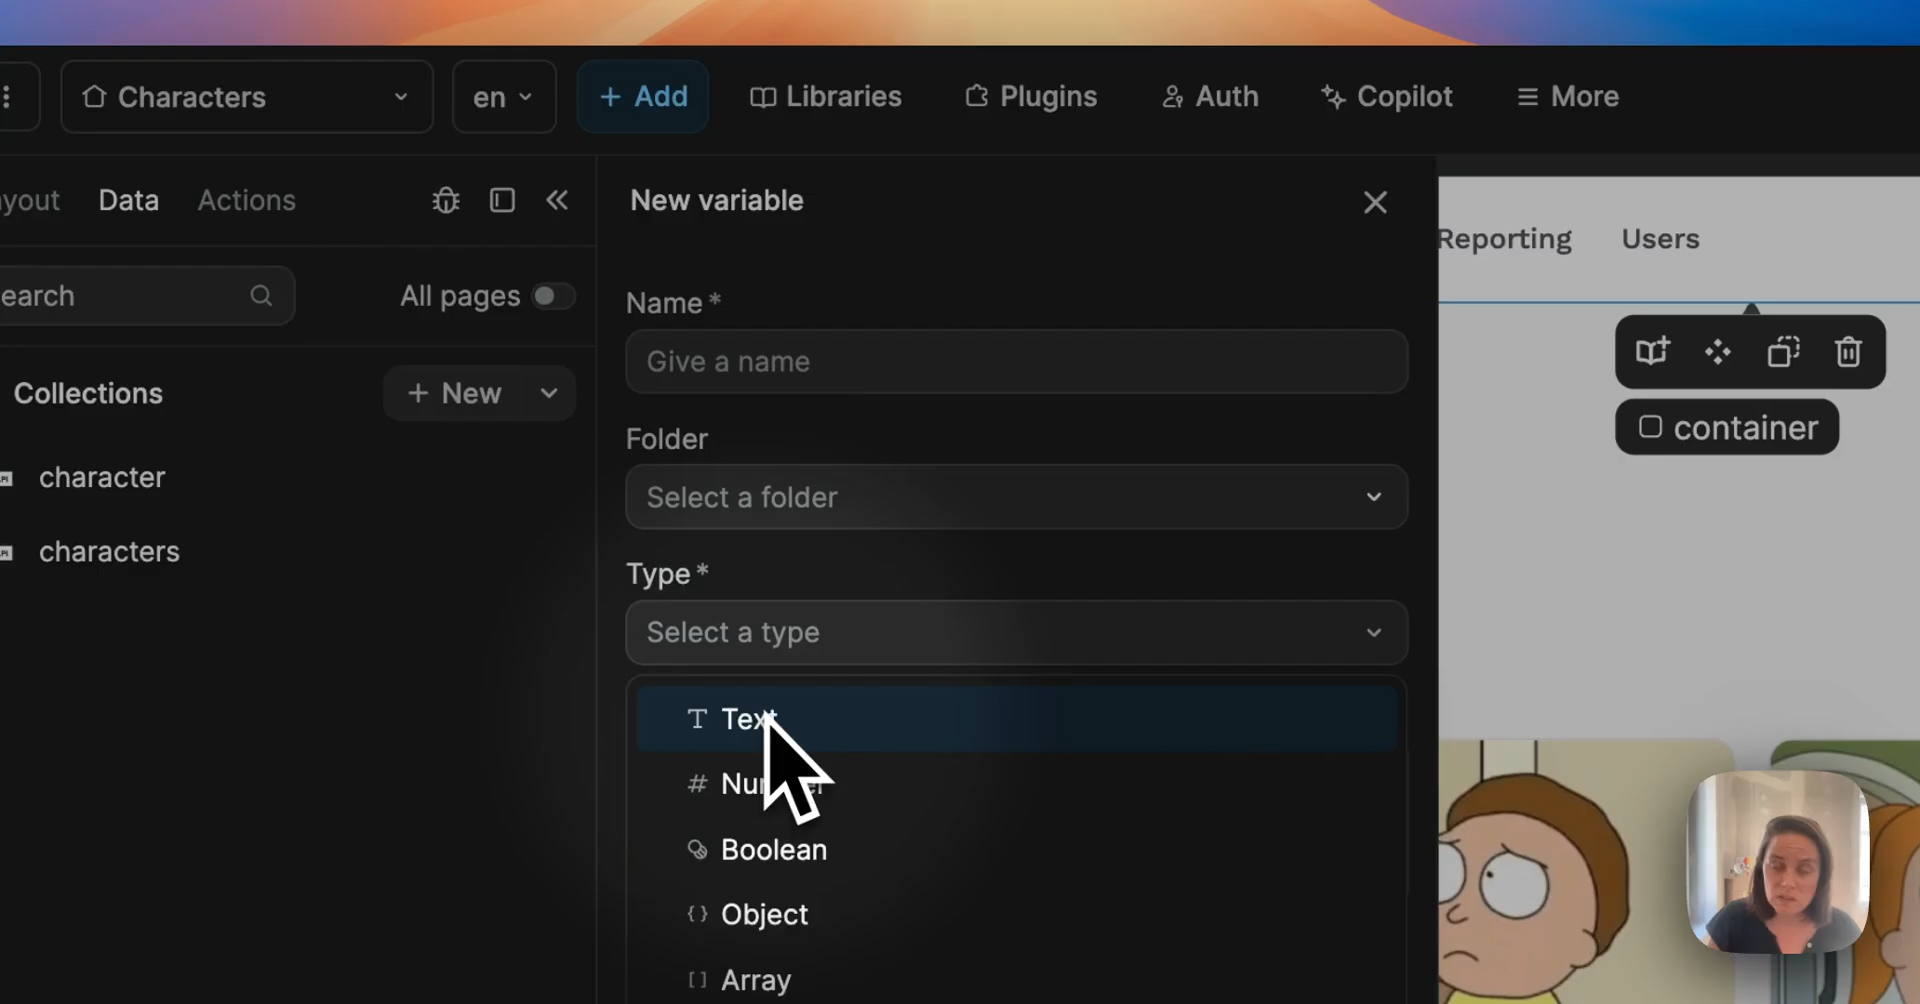 Characters
en
+ Add
Libraries
Plugins
Auth
Copilot
More
Data
Actions
New variable
Reporting
Users
All pages
Name *
Give a name
Collections
+ New
container
Folder
character
Select a folder
characters
Type *
Select a type
Text
Boolean
Object
Array